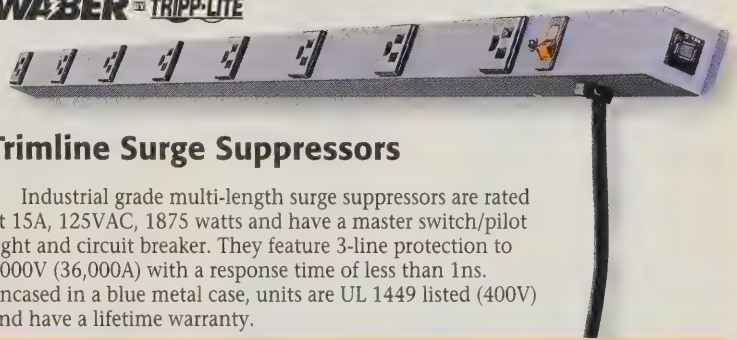 WABER TRIPP·LITE
Trimline Surge Suppressors
Industrial grade multi-length surge suppressors are rated
t 15A, 125VAC, 1875 watts and have a master switch/pilot
ght and circuit breaker. They feature 3-line protection to
000V (36,000A) with a response time of less than 1ns.
ncased in a blue metal case, units are UL 1449 listed (400V)
nd have a lifetime warranty.